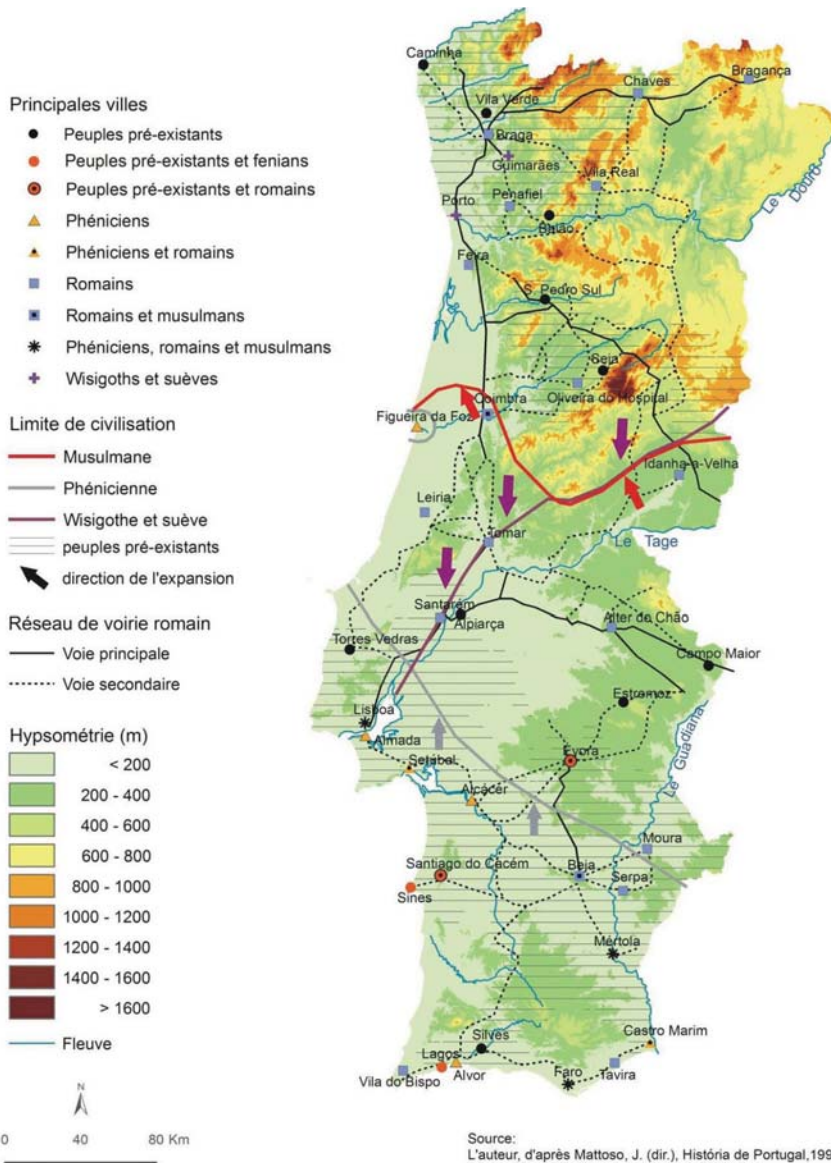 Principales villes
Peuples pré-existants
Peuples pré-existants et fenians
Peuples pré-existants et romains
Phéniciens
Phéniciens et romains
Romains
Romains et musulmans
Phéniciens, romains et musulmans
Wisigoths et suèves
Limite de civilisation
Musulmane
Phénicienne
Wisigothe et suève
peuples pré-existants
direction de l'expansion
Réseau de voirie romain
Voie principale
Voie secondaire
Hypsométrie (m)
< 200
200 - 400
400 - 600
600 - 800
800 - 1000
1000 - 1200
1200 - 1400
1400 - 1600
> 1600
Fleuve
N
0 40 80 Km
Caminha
Chaves
Bragança
Vila Verde
Braga
Guimarães
Vila Real
Penafiel
Porto
Baião
Le Douro
Feira
S. Pedro Sul
Seia
Coimbra
Oliveira do Hospital
Figueira da Foz
Idanha-a-Velha
Leiria
Tomar
Le Tage
Santarém
Alpiarça
Alter do Chão
Torres Vedras
Campo Maior
Estremoz
Lisboa
Almada
Évora
Le Guadiana
Setúbal
Alcácer
Moura
Santiago do Cacém
Beja
Serpa
Sines
Mértola
Castro Marim
Silves
Lagos
Vila do Bispo
Alvor
Faro
Tavira
Source:
L'auteur, d'après Mattoso, J. (dir.), História de Portugal,199